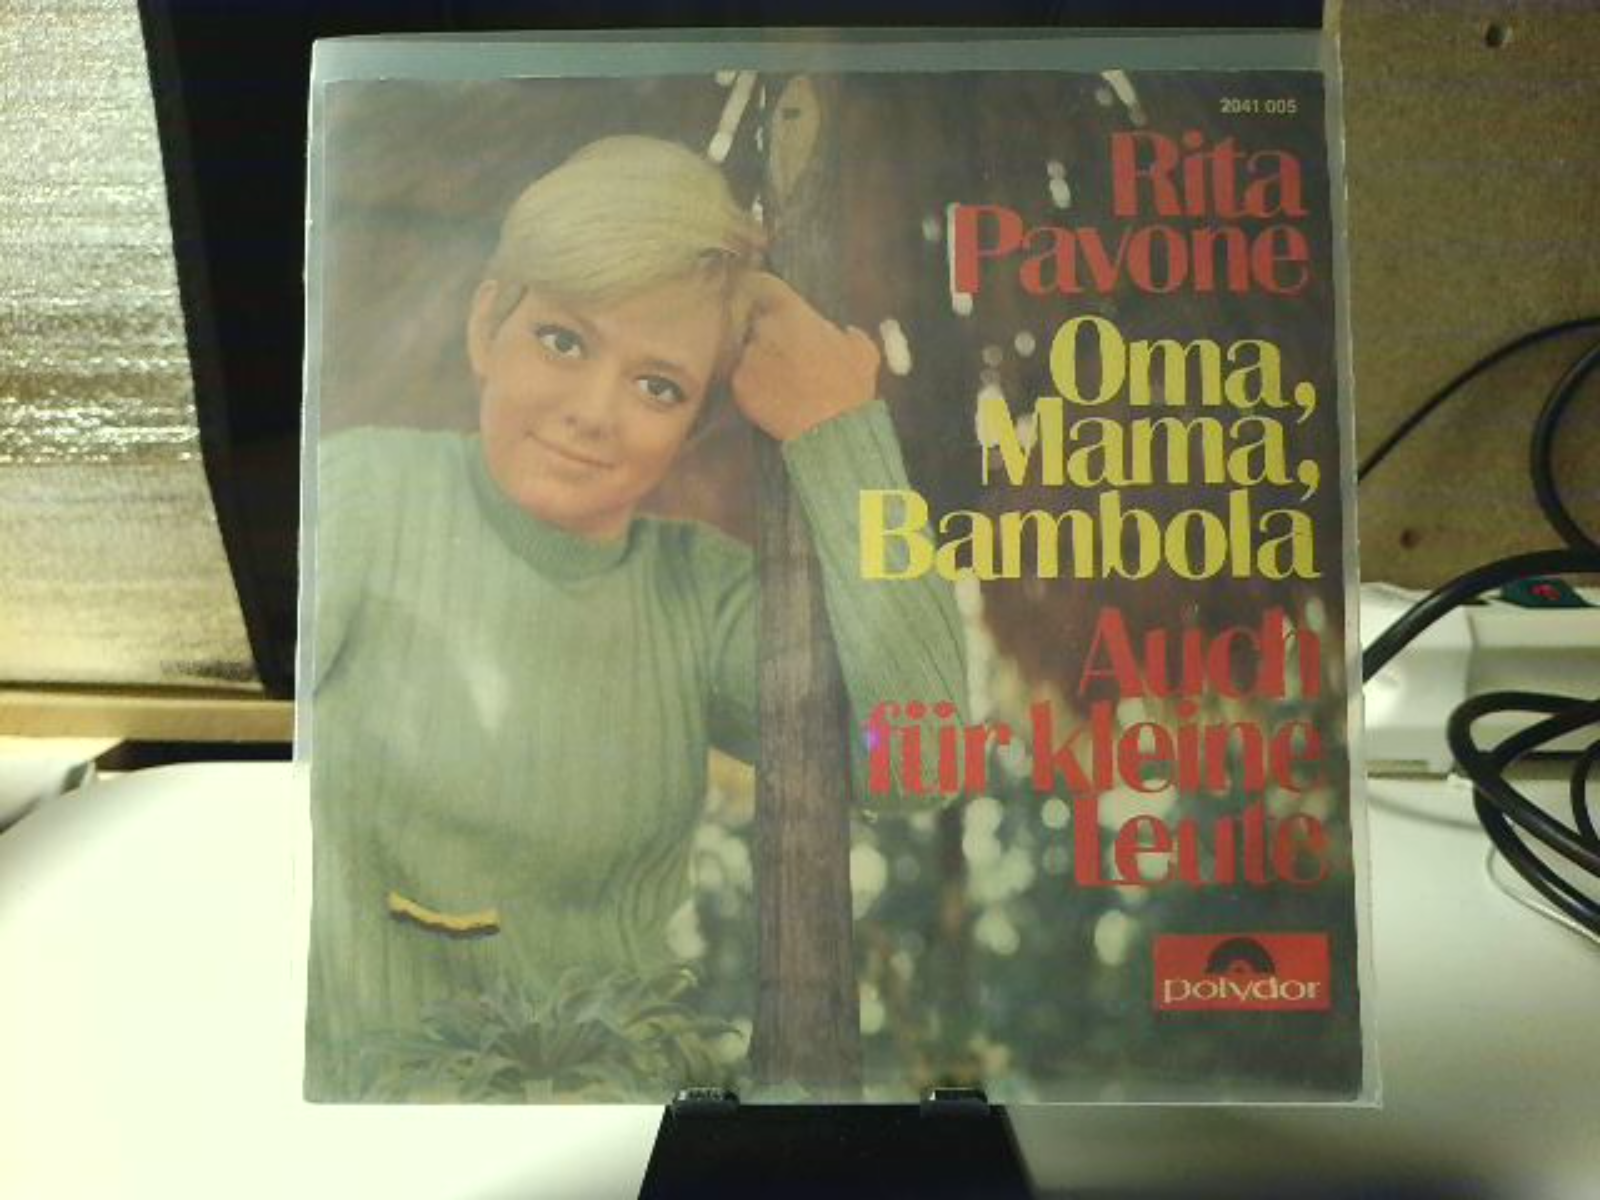 2041 005
Rita
Pavone
Oma,
Mama,
Bambola
Auch
für kleine
Leute
polydor